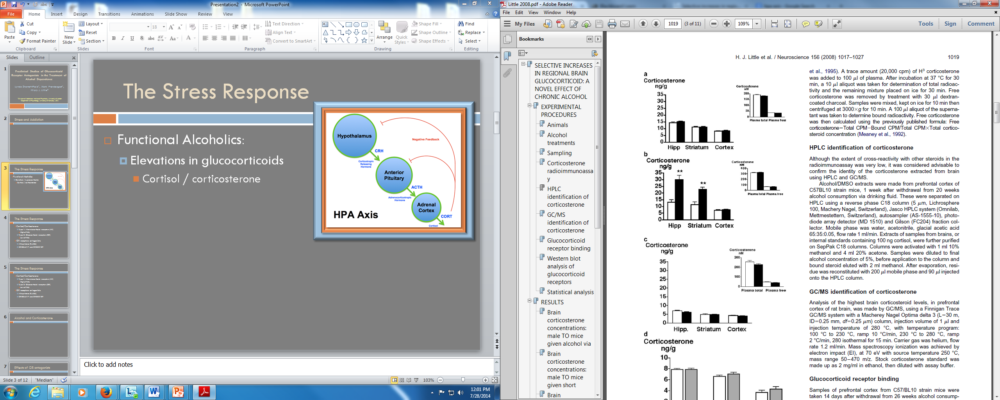 Presentation2 - Microsoft PowerPoint
File Home Insert Design Transitions Animations Slide Show Review View
Paste
Cut
Copy
Format Painter
Clipboard
New
Slide
Layout
Reset
Section
Slides
18
Font
Text Direction
Align Text
Convert to SmartArt
Paragraph
Arrange
Quick
Styles
Shape Fill
Shape Outline
Shape Effects
Drawing
Find
Replace
Select
Editing
Slides Outline
1
Preclinical Studies of Glucocorticoid
Receptor Antagonists in the Treatment of
Alcohol Dependence
2
Stress and Addiction
3
The Stress Response
Functional Alcoholics:
Elevations in glucocorticoids
Cortisol / corticosterone
HPA Axis
4
The Stress Response
5
The Stress Response
6
Alcohol and Corticosterone
7
Effects of GR antagonists
The Stress Response
Functional Alcoholics:
Elevations in glucocorticoids
Cortisol / corticosterone
Hypothalamus
Negative Feedback
CRH
Corticotropin
Releasing
Hormone
Anterior
Pituitary
ACTH
Adrenocorticotropic
Hormone
Adrenal
Cortex
CORT
Cortisol
HPA Axis
Click to add notes
Slide 3 of 12
"Median"
103%
12:01 PM
7/28/2014
Little 2008.pdf - Adobe Reader
File Edit View Window Help
My Files
1019 (3 of 11)
109%
Tools Sign Comment
Bookmarks
SELECTIVE INCREASES
IN REGIONAL BRAIN
GLUCOCORTICOID: A
NOVEL EFFECT OF
CHRONIC ALCOHOL
EXPERIMENTAL
PROCEDURES
Animals
Alcohol
treatments
Sampling
Corticosterone
radioimmunoassa
y
HPLC
identification of
corticosterone
GC/MS
identification of
corticosterone
Glucocorticoid
receptor binding
Western blot
analysis of
glucocorticoid
receptors
Statistical analysis
RESULTS
Brain
corticosterone
concentrations:
male TO mice
given alcohol via
Brain
corticosterone
concentrations:
male TO mice
given short
Brain
H. J. Little et al. / Neuroscience 156 (2008) 1017–1027 1019
a
Corticosterone
ng/g
35
30
25
20
15
10
5
0
Hipp Striatum Cortex
Corticosterone
nM
200
150
100
50
0
Plasma total Plasma free
b
Corticosterone
ng/g
35
30
25
20
15
10
5
0
**
**
Hipp Striatum Cortex
Corticosterone
nM
400
300
200
100
0
Plasma total Plasma free
c
Corticosterone
ng/g
35
30
25
20
15
10
5
0
Hipp. Striatum Cortex
Corticosterone
nM
300
200
100
0
Plasma total Plasma free
d
Corticosterone
ng/g
10
8
6
4
et al., 1995). A trace amount (20,000 cpm) of H3 corticosterone
was added to 100 μl of plasma. After incubation at 37 °C for 30
min, a 10 μl aliquot was taken for determination of total radioac-
tivity and the remaining mixture placed on ice for 30 min. Free
corticosterone was removed by treatment with 30 μl dextran-
coated charcoal. Samples were mixed, kept on ice for 10 min then
centrifuged at 3000×g for 10 min. A 100 μl aliquot of the superna-
tant was taken to determine bound radioactivity. Free corticosterone
was then calculated using the previously published formula: Free
corticosterone=Total CPM−Bound CPM/Total CPM×Total cortico-
steroid concentration (Meaney et al., 1992).
HPLC identification of corticosterone
Although the extent of cross-reactivity with other steroids in the
radioimmunoassay was very low, it was considered advisable to
confirm the identity of the corticosterone extracted from brain
using HPLC and GC/MS.
Alcohol/DMSO extracts were made from prefrontal cortex of
C57BL10 strain mice, 1 week after withdrawal from 20 weeks
alcohol consumption via drinking fluid. These were separated on
HPLC using a reverse phase C18 column (5 μm, Lichrosphere
100, Machery Nagel, Switzerland), Jasco HPLC system (Omnilab,
Mettmestettern, Switzerland), autosampler (AS-1555-10), photo-
diode array detector (MD 1510) and Gilson (FC204) fraction col-
lector. Mobile phase was water, acetonitrile, glacial acetic acid
65:35:0.05, flow rate 1 ml/min. Extracts of samples from brains, or
internal standards containing 100 ng cortisol, were further purified
on SepPak C18 columns. Columns were activated with 1 ml 10%
methanol and 4 ml 20% acetone. Samples were diluted to final
alcohol concentration of 5%, before application to the column and
bound steroid eluted with 2 ml methanol. After evaporation, resi-
due was reconstituted with 200 μl mobile phase and 90 μl injected
onto the HPLC column.
GC/MS identification of corticosterone
Analysis of the highest brain corticosteroid levels, in prefrontal
cortex of rat brain, was made by GC/MS, using a Finnigan Trace
GC/MS system with a Macherey Nagel Optima delta 3 (L=30 m,
ID=0.25 mm, df=0.25 μm) column, injection volume of 1 μl and
injection temperature of 280 °C, with temperature program:
100 °C to 230 °C, ramp 10 °C/min, 230 °C to 280 °C, ramp
2 °C/min, 280 isothermal for 15 min. Carrier gas was helium, flow
rate 1.2 ml/min. Mass spectroscopy ionization was achieved by
electron impact (EI), at 70 eV with source temperature 250 °C,
mass range 50–470 m/z. Stock corticosterone standard was
made up as 2 mg/ml in ethanol, then diluted with assay buffer.
Glucocorticoid receptor binding
Samples of prefrontal cortex from C57/BL10 strain mice were
taken 14 days after withdrawal from 26 weeks alcohol consump-